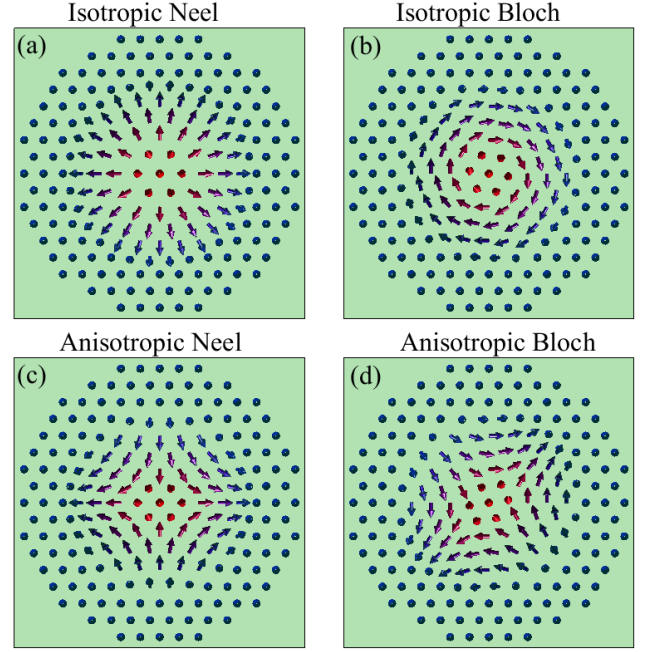 Isotropic Neel
Isotropic Bloch
(a)
(b)
Anisotropic Neel
Anisotropic Bloch
(c)
(d)